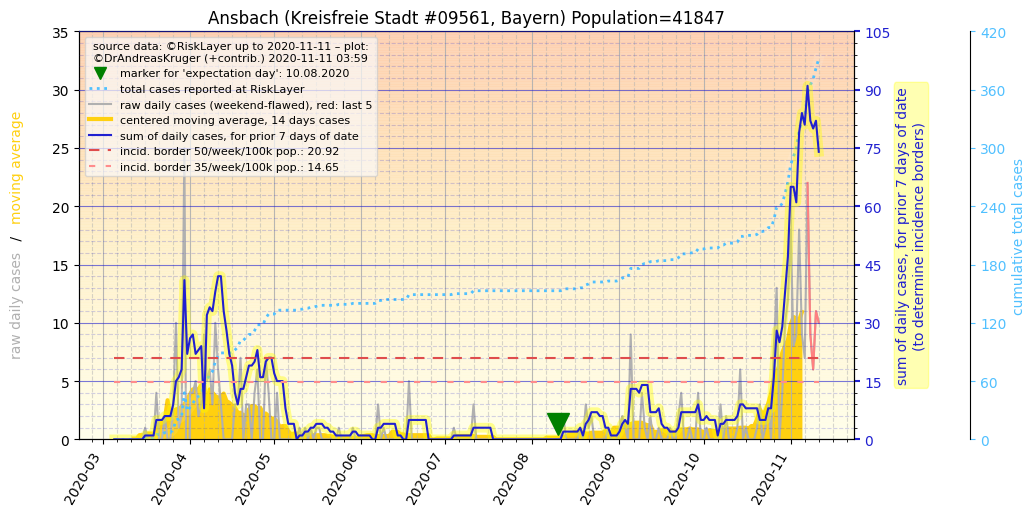 Ansbach (Kreisfreie Stadt #09561, Bayern) Population=41847
source data: ©RiskLayer up to 2020-11-11 – plot:
©DrAndreasKruger (+contrib.) 2020-11-11 03:59
marker for 'expectation day': 10.08.2020
total cases reported at RiskLayer
raw daily cases (weekend-flawed), red: last 5
centered moving average, 14 days cases
sum of daily cases, for prior 7 days of date
incid. border 50/week/100k pop.: 20.92
incid. border 35/week/100k pop.: 14.65
raw daily cases / moving average
35
30
25
20
15
10
5
0
105
90
75
60
45
30
15
0
sum of daily cases, for prior 7 days of date
(to determine incidence borders)
420
360
300
240
180
120
60
0
cumulative total cases
2020-03
2020-04
2020-05
2020-06
2020-07
2020-08
2020-09
2020-10
2020-11